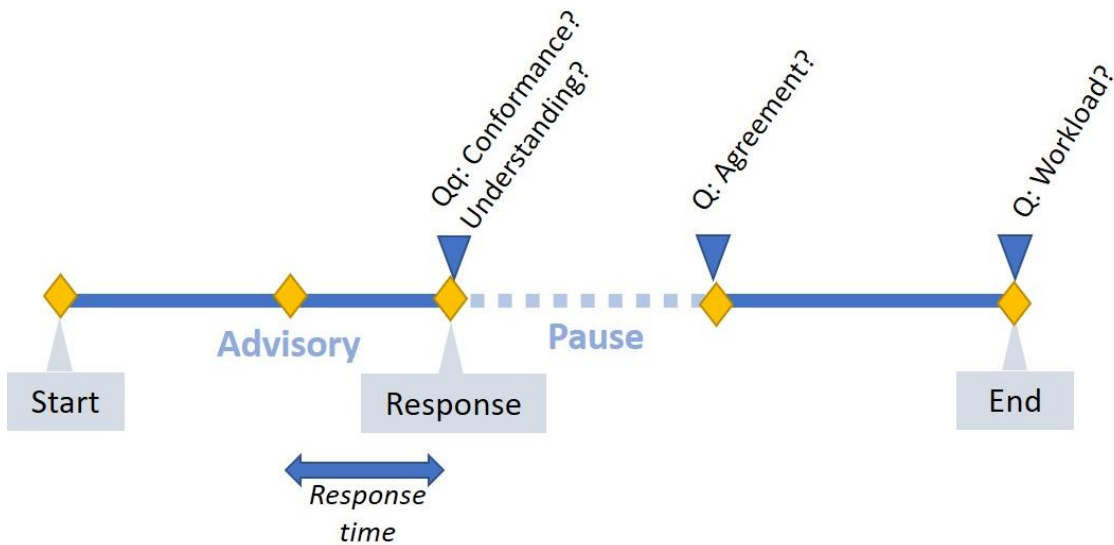 Qq: Conformance?
Understanding?
Q: Agreement?
Q: Workload?
Advisory
Pause
Start
Response
End
Response
time